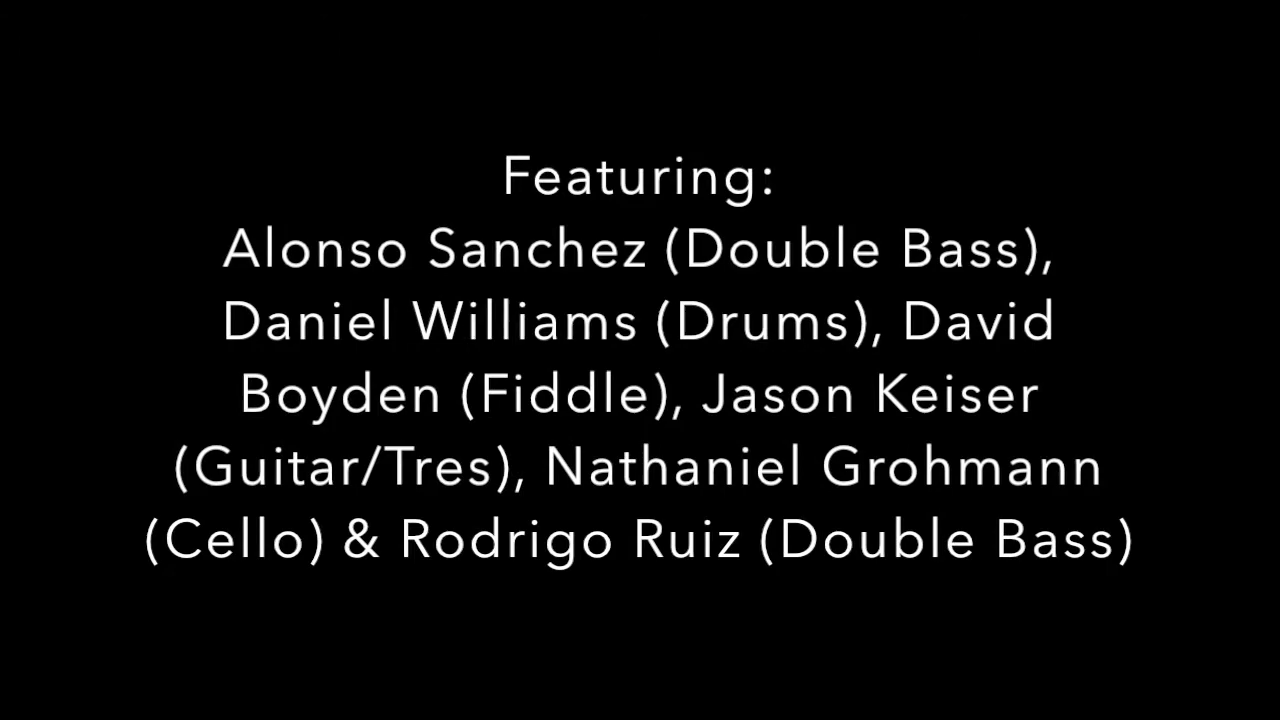 Featuring:
Alonso Sanchez (Double Bass),
Daniel Williams (Drums), David
Boyden (Fiddle), Jason Keiser
(Guitar/Tres), Nathaniel Grohmann
(Cello) & Rodrigo Ruiz (Double Bass)